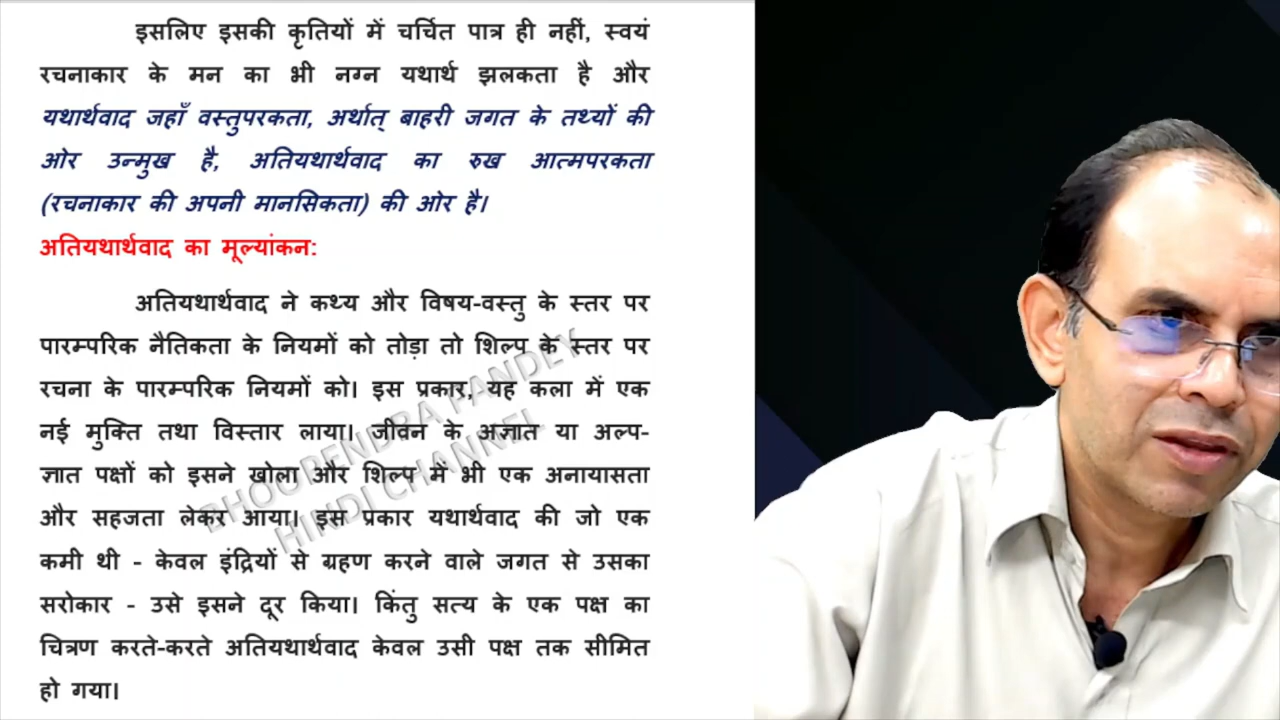 इसलिए इसकी कृतियों में चर्चित पात्र ही नहीं, स्वयं
रचनाकार के मन का भी नग्न यथार्थ झलकता है और
यथार्थवाद जहाँ वस्तुपरकता, अर्थात् बाहरी जगत के तथ्यों की
ओर उन्मुख है, अतियथार्थवाद का रुख आत्मपरकता
(रचनाकार की अपनी मानसिकता) की ओर है।
अतियथार्थवाद का मूल्यांकन:
अतियथार्थवाद ने कथ्य और विषय-वस्तु के स्तर पर
पारम्परिक नैतिकता के नियमों को तोड़ा तो शिल्प के स्तर पर
रचना के पारम्परिक नियमों को। इस प्रकार, यह कला में एक
नई मुक्ति तथा विस्तार लाया। जीवन के अज्ञात या अल्प-
ज्ञात पक्षों को इसने खोला और शिल्प में भी एक अनायासता
और सहजता लेकर आया। इस प्रकार यथार्थवाद की जो एक
कमी थी - केवल इंद्रियों से ग्रहण करने वाले जगत से उसका
सरोकार - उसे इसने दूर किया। किंतु सत्य के एक पक्ष का
चित्रण करते-करते अतियथार्थवाद केवल उसी पक्ष तक सीमित
हो गया।
BHOOPENDRA PANDEY
HINDI CHANNEL